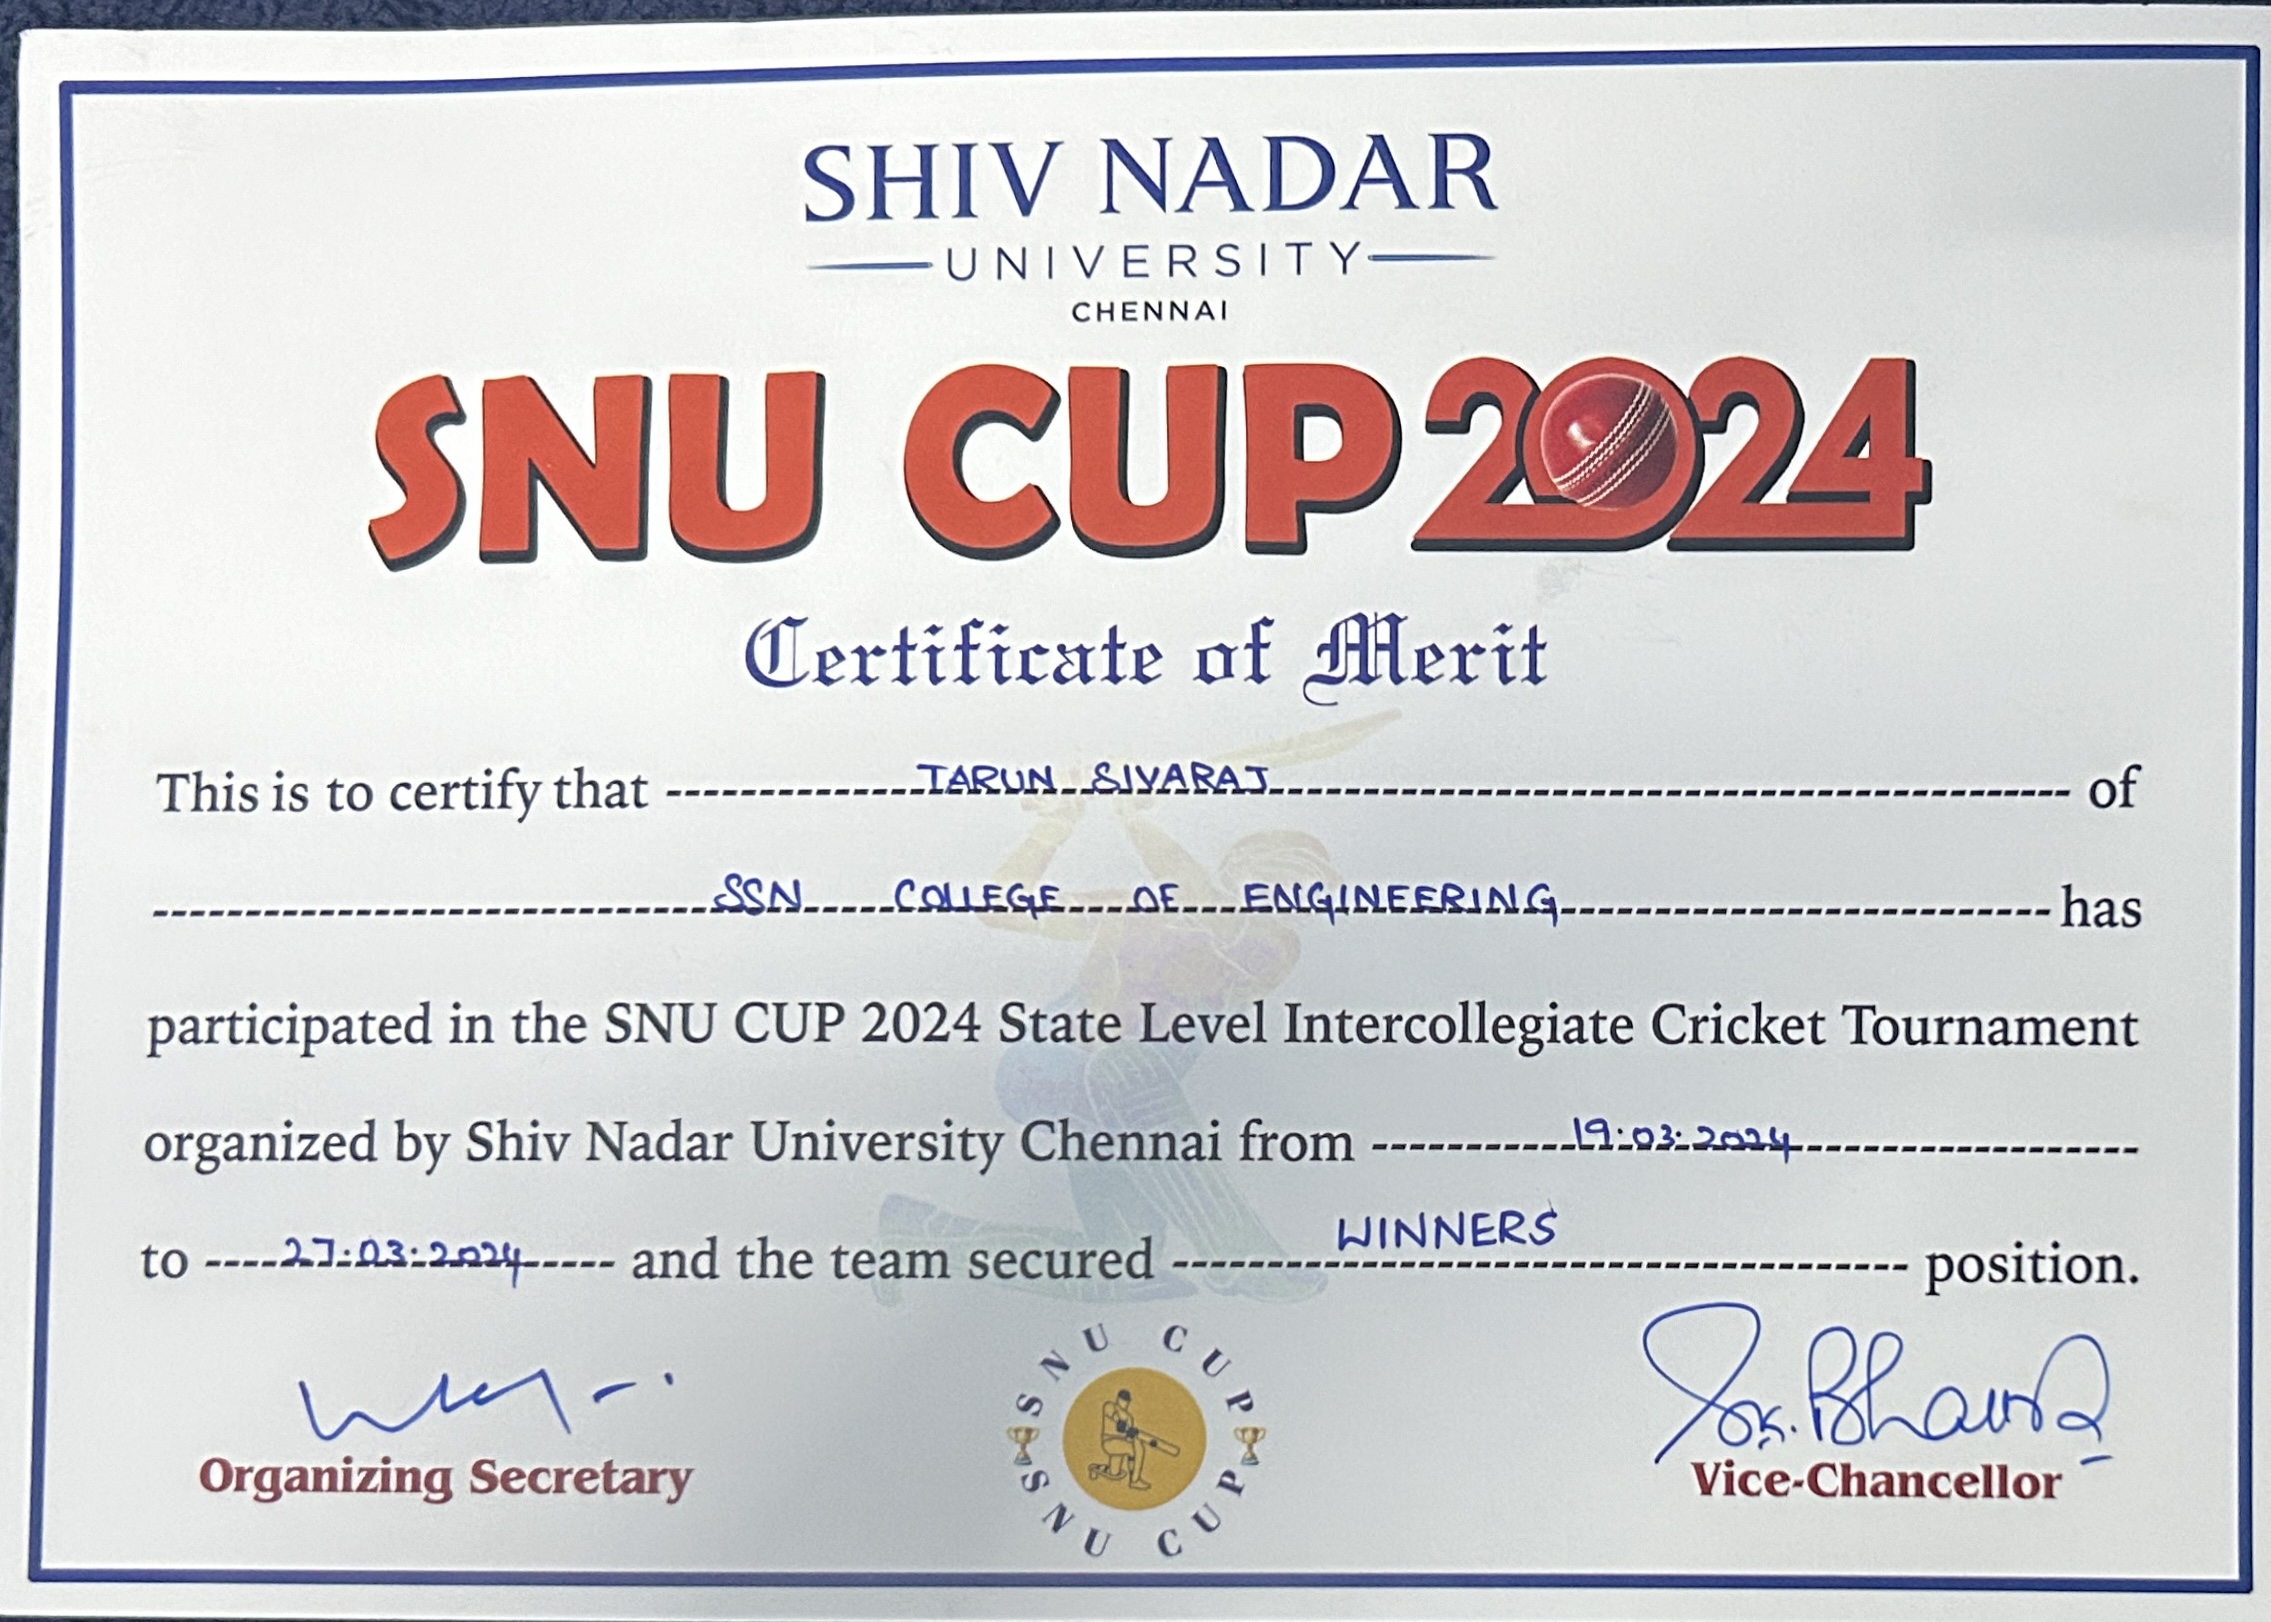 SHIV NADAR
UNIVERSITY
CHENNAI
SNU CUP 2024
Certificate of Merit
This is to certify that TARUN SIVARAJ of
SSN COLLEGE OF ENGINEERING has
participated in the SNU CUP 2024 State Level Intercollegiate Cricket Tournament
organized by Shiv Nadar University Chennai from 19.03.2024
to 27.03.2024 and the team secured WINNERS position.
SNU CUP
SNU CUP
Organizing Secretary
Vice-Chancellor